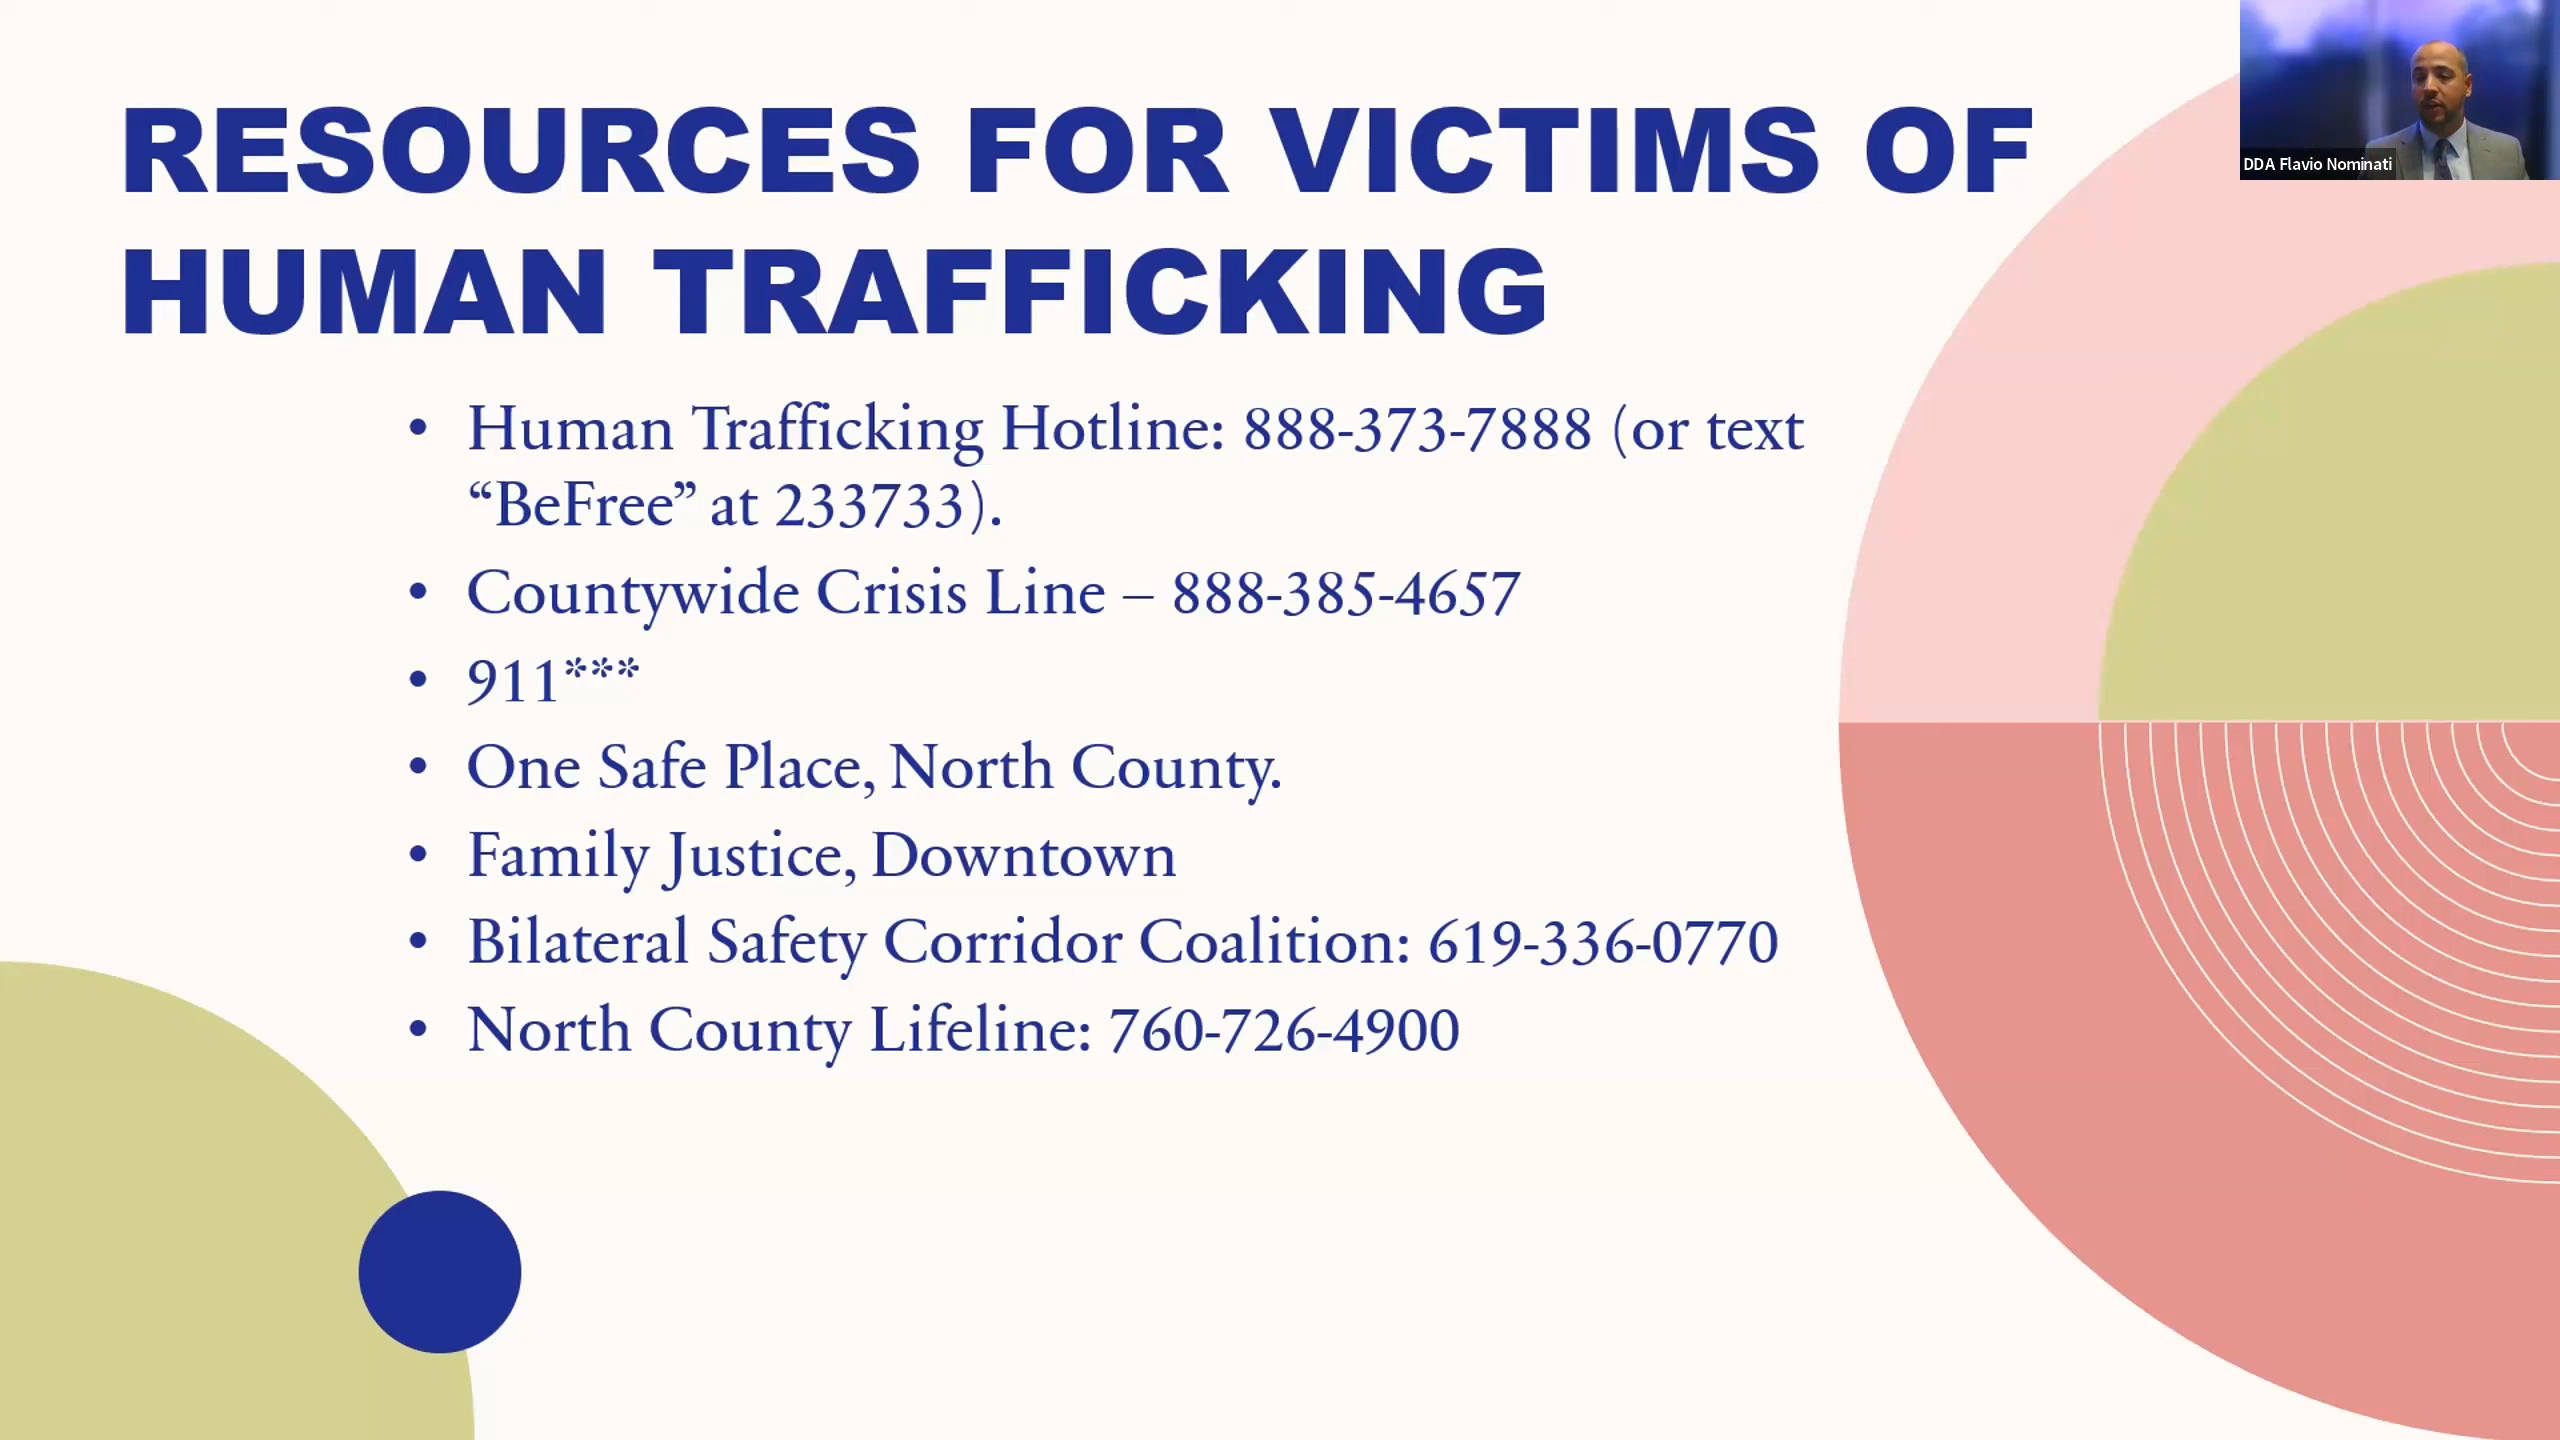 RESOURCES FOR VICTIMS OF
HUMAN TRAFFICKING
• Human Trafficking Hotline: 888-373-7888 (or text
“BeFree” at 233733).
• Countywide Crisis Line – 888-385-4657
• 911***
• One Safe Place, North County.
• Family Justice, Downtown
• Bilateral Safety Corridor Coalition: 619-336-0770
• North County Lifeline: 760-726-4900
DDA Flavio Nominati